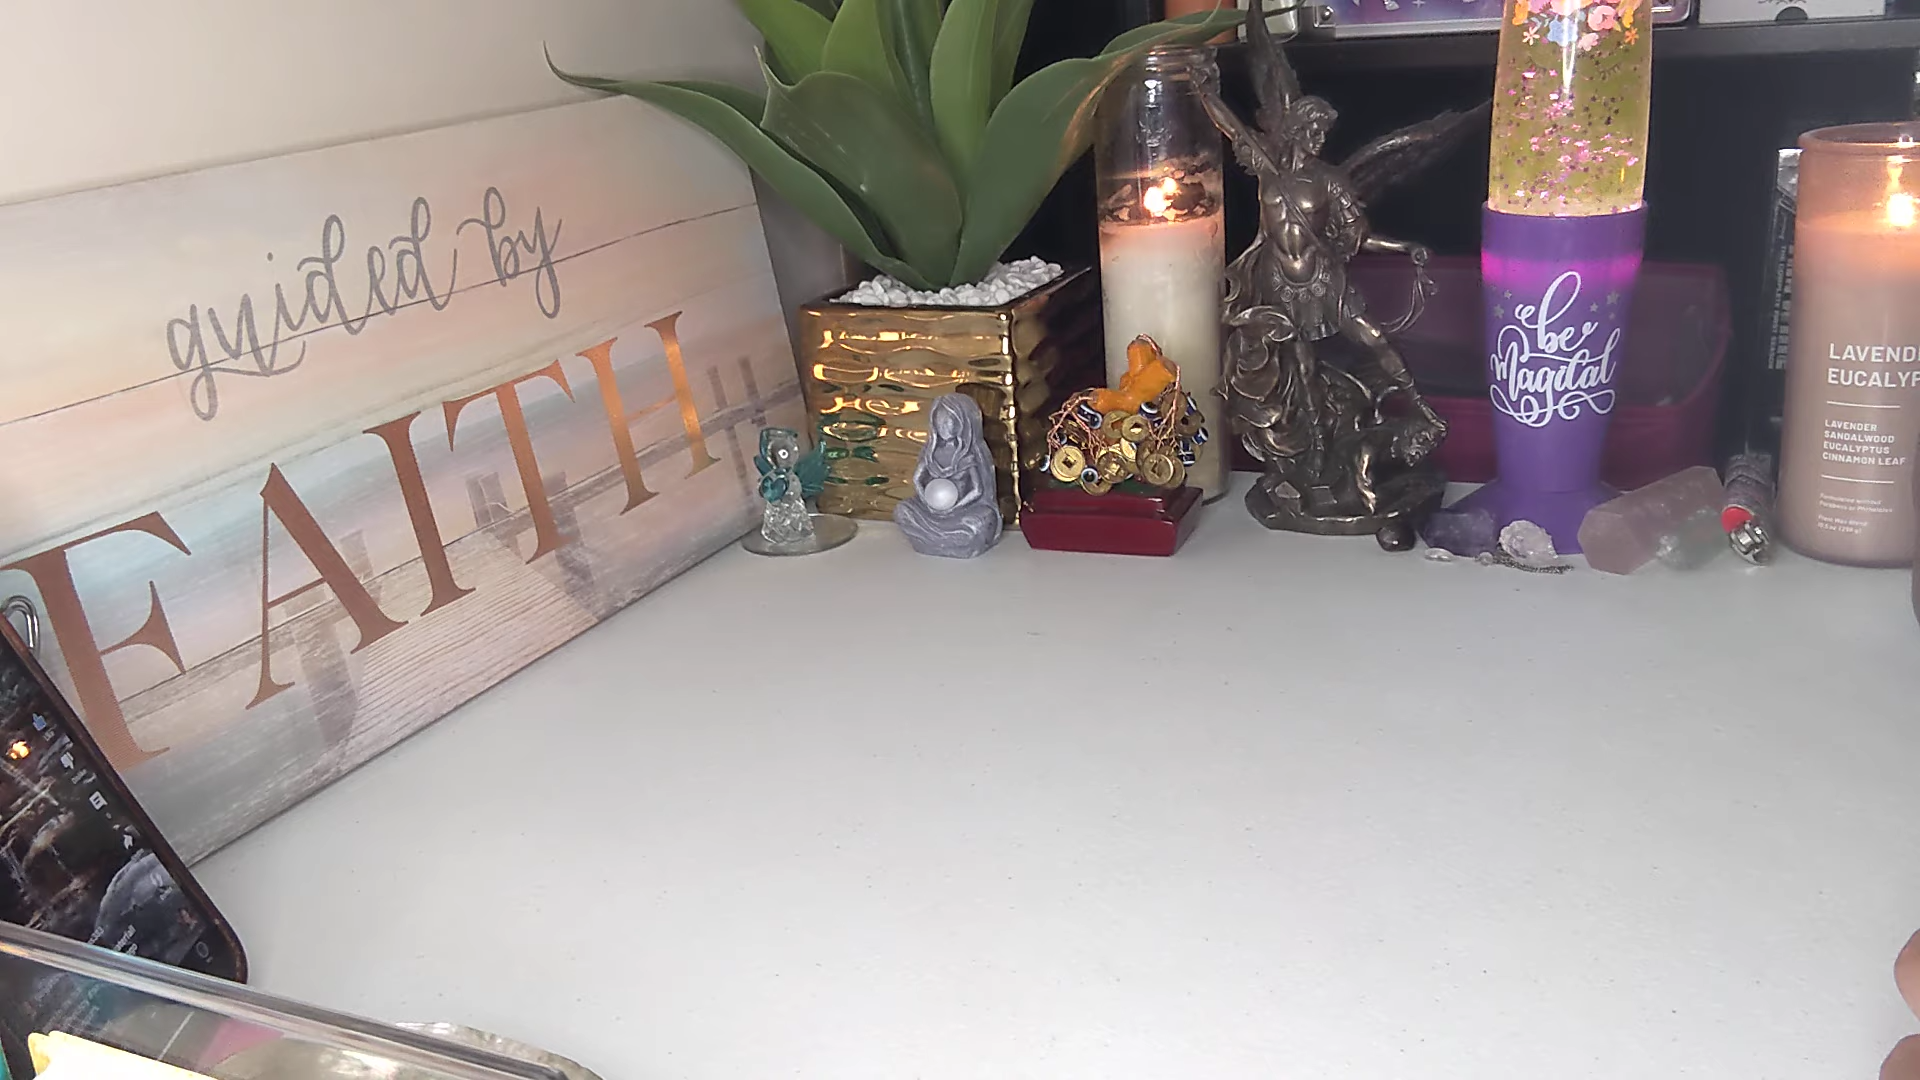 guided by
FAITH
be
Magical
LAVEND
EUCALYP
LAVENDER
SANDALWOOD
EUCALYPTUS
CINNAMON LEAF